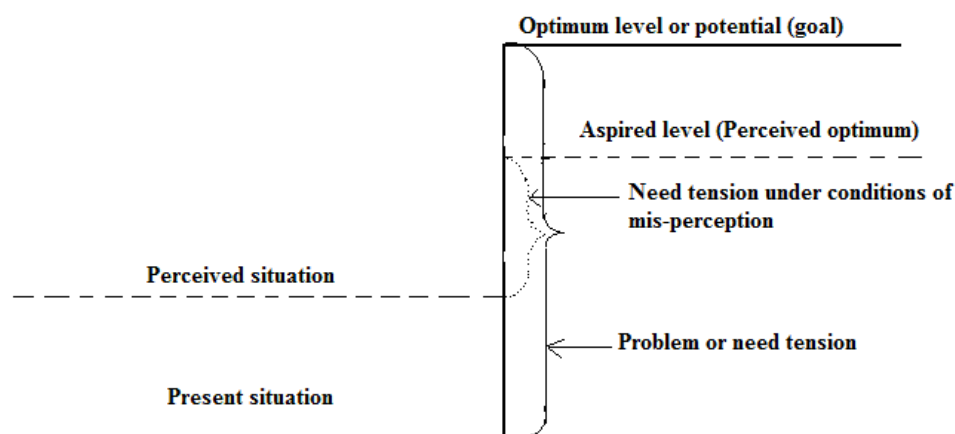 Optimum level or potential (goal)
Aspired level (Perceived optimum)
Need tension under conditions of
mis-perception
Perceived situation
Problem or need tension
Present situation